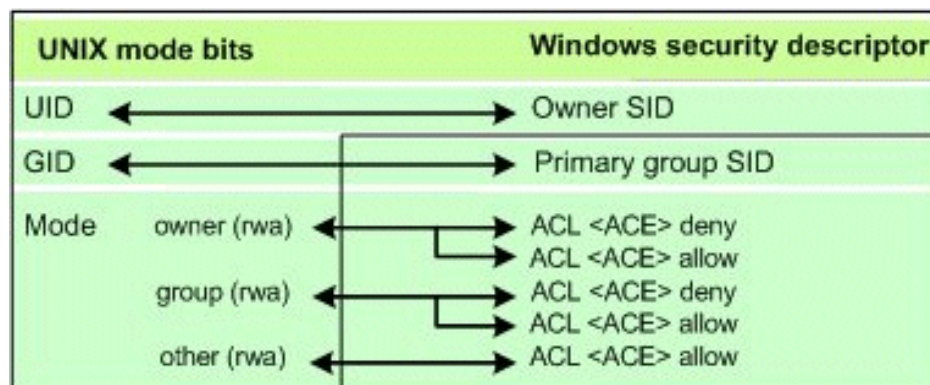 UNIX mode bits Windows security descriptor
UID Owner SID
GID Primary group SID
Mode owner (rwa) ACL <ACE> deny
ACL <ACE> allow
group (rwa) ACL <ACE> deny
ACL <ACE> allow
other (rwa) ACL <ACE> allow